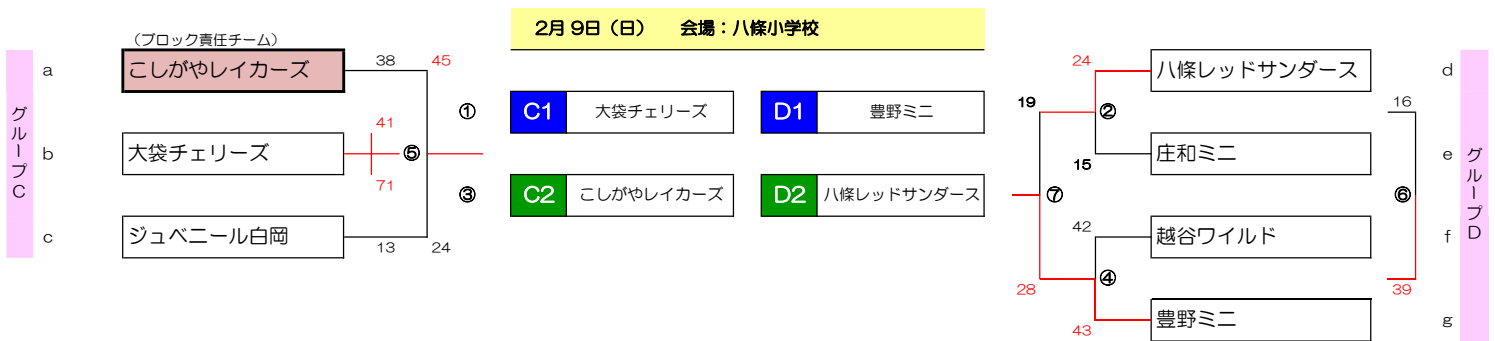 2月 9日（日）　会場：八條小学校
（ブロック責任チーム）
グループC
a
こしがやレイカーズ
38
45
①
b
大袋チェリーズ
41
⑤
71
③
c
ジュベニール白岡
13
24
C1 大袋チェリーズ
D1 豊野ミニ
C2 こしがやレイカーズ
D2 八條レッドサンダース
24
八條レッドサンダース
d
19
②
16
15
庄和ミニ
e
⑦
⑥
42
越谷ワイルド
f
④
28
39
43
豊野ミニ
g
グループD